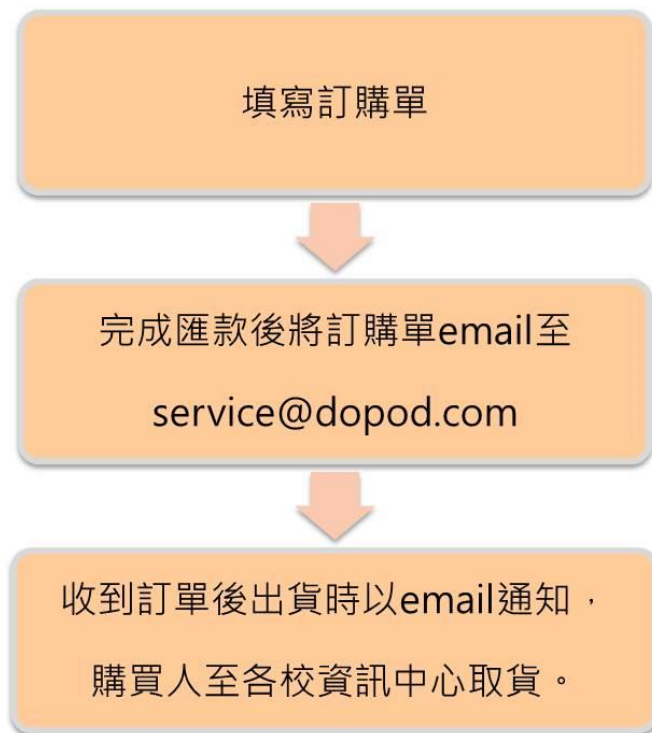 填寫訂購單
完成匯款後將訂購單email至
service@dopod.com
收到訂單後出貨時以email通知，
購買人至各校資訊中心取貨。